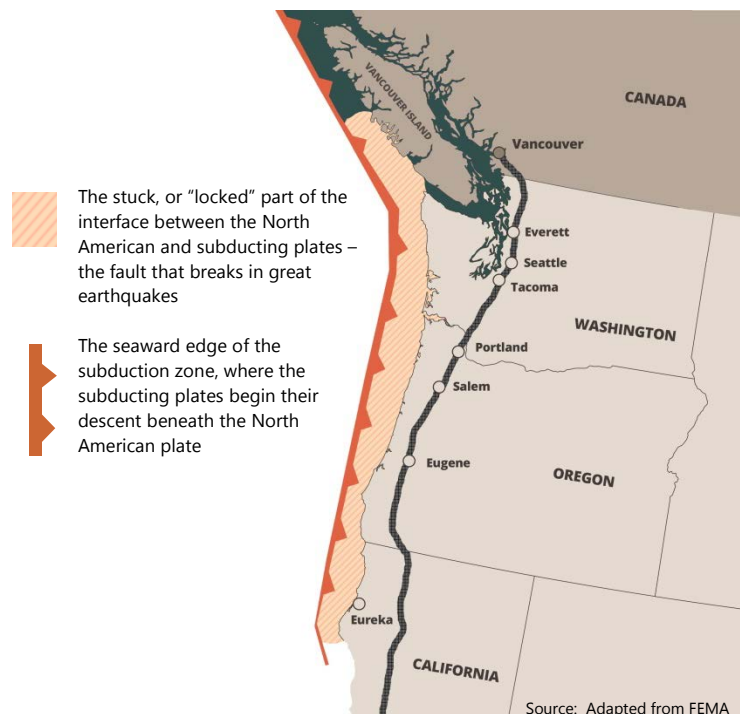 The stuck, or “locked” part of the
interface between the North
American and subducting plates –
the fault that breaks in great
earthquakes
The seaward edge of the
subduction zone, where the
subducting plates begin their
descent beneath the North
American plate
VANCOUVER ISLAND
CANADA
Vancouver
Everett
Seattle
Tacoma
WASHINGTON
Portland
Salem
Eugene
OREGON
Eureka
CALIFORNIA
Source: Adapted from FEMA